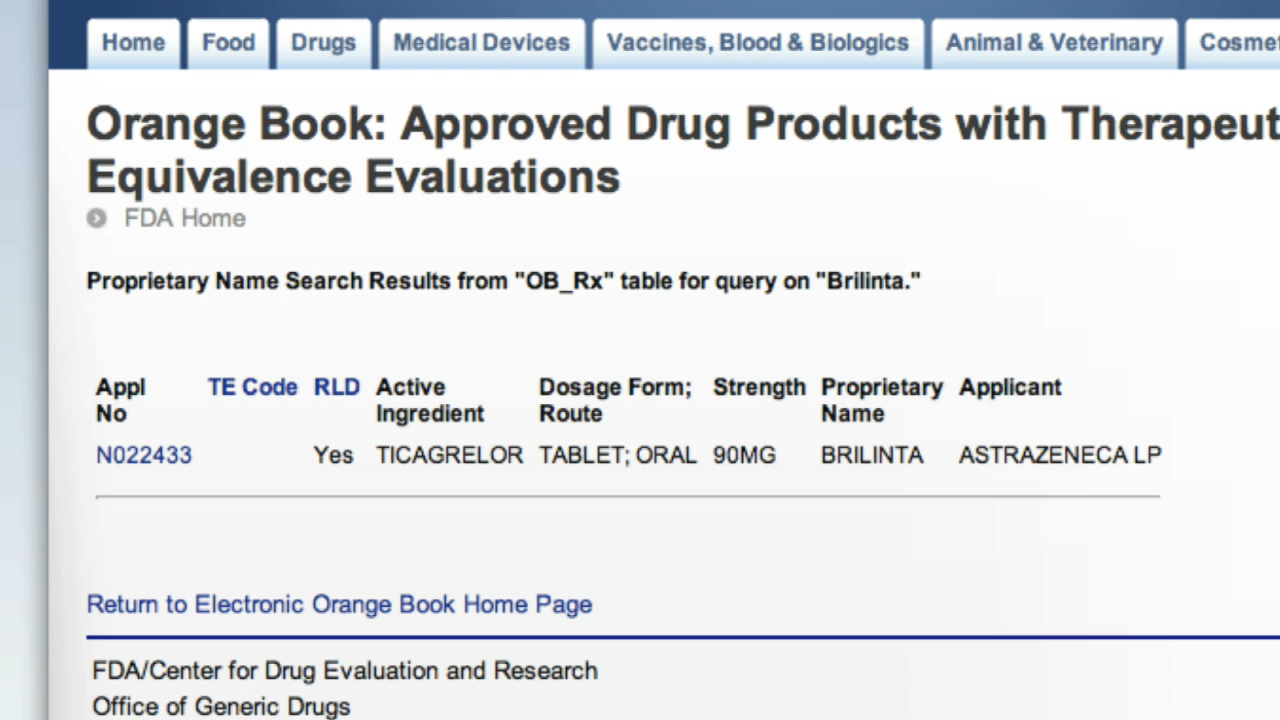 Home Food Drugs Medical Devices Vaccines, Blood & Biologics Animal & Veterinary
Orange Book: Approved Drug Products with
Equivalence Evaluations
FDA Home
Proprietary Name Search Results from "OB_Rx" table for query on "Brilinta."
Appl No TE Code RLD Active Ingredient Dosage Form; Route Strength Proprietary Name Applicant
N022433 Yes TICAGRELOR TABLET; ORAL 90MG BRILINTA ASTRAZENECA LP
Return to Electronic Orange Book Home Page
FDA/Center for Drug Evaluation and Research
Office of Generic Drugs